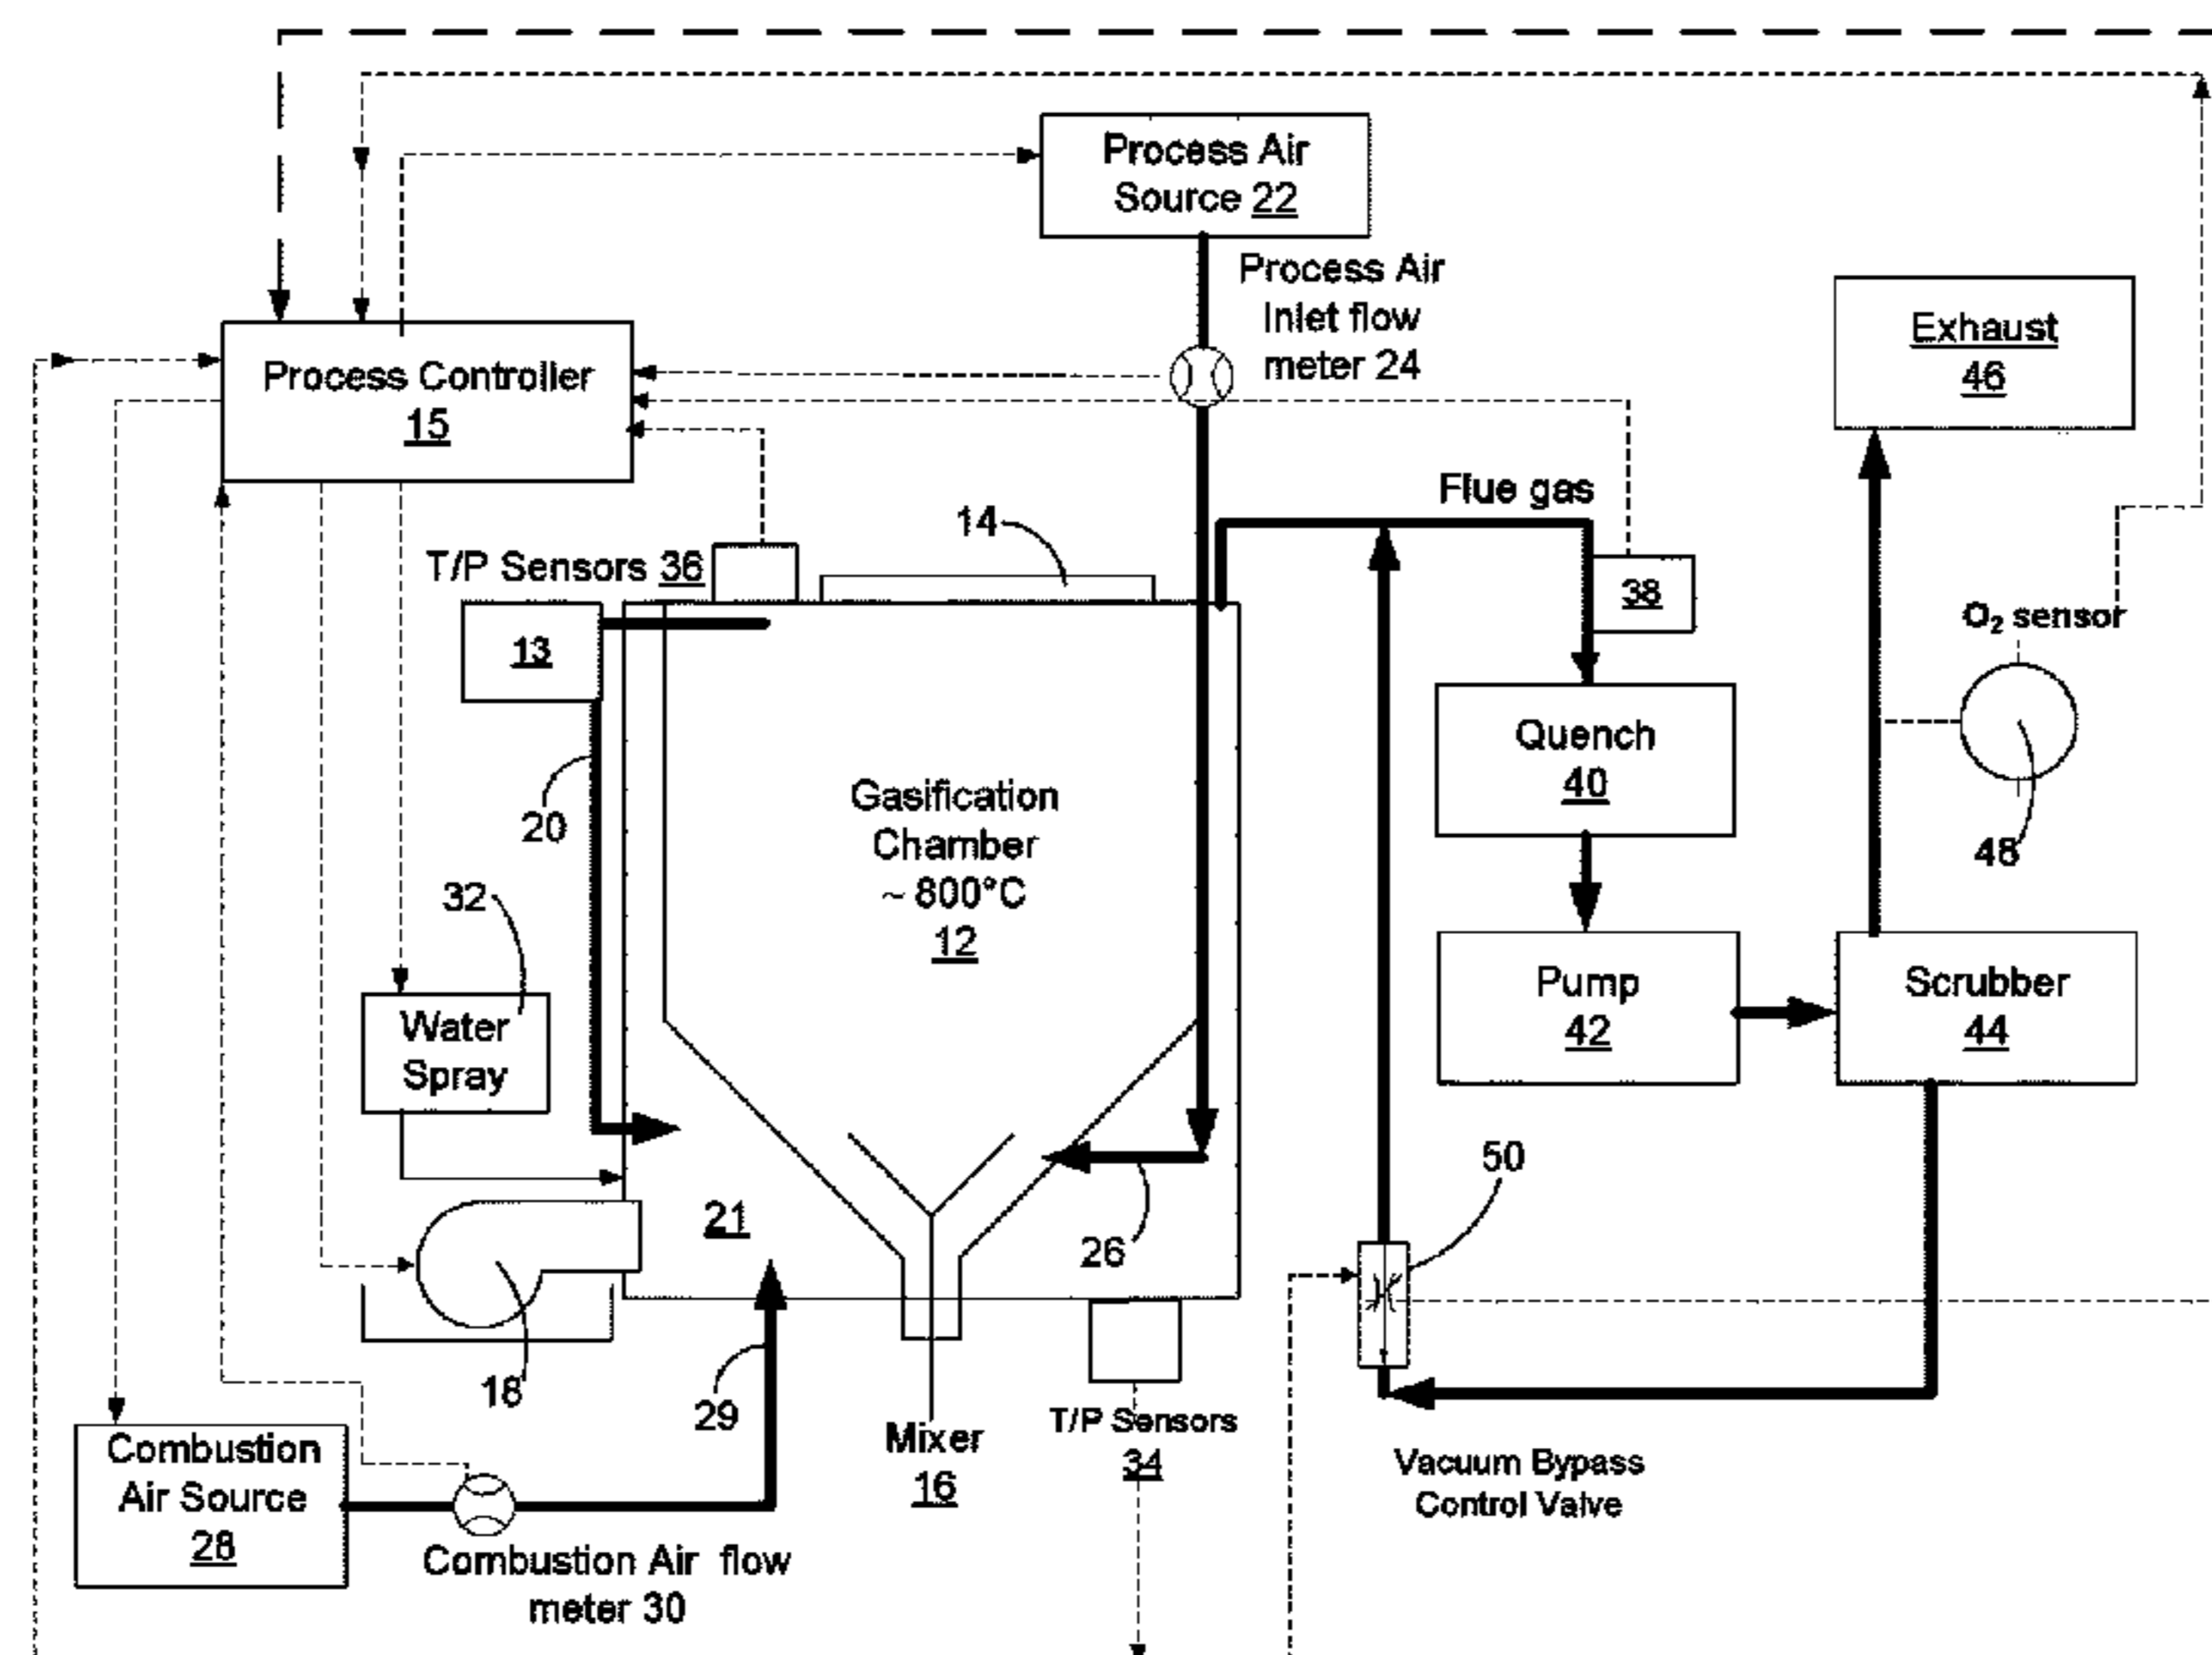 Process Air
Source 22
Process Air
Inlet flow
meter 24
Exhaust
46
Process Controller
15
Flue gas
14
T/P Sensors 36
38
O₂ sensor
13
Quench
40
Gasification
Chamber
~ 800°C
12
20
48
32
Pump
42
Scrubber
44
Water
Spray
50
21
26
18
29
Mixer
16
T/P Sensors
34
Vacuum Bypass
Control Valve
Combustion
Air Source
28
Combustion Air flow
meter 30